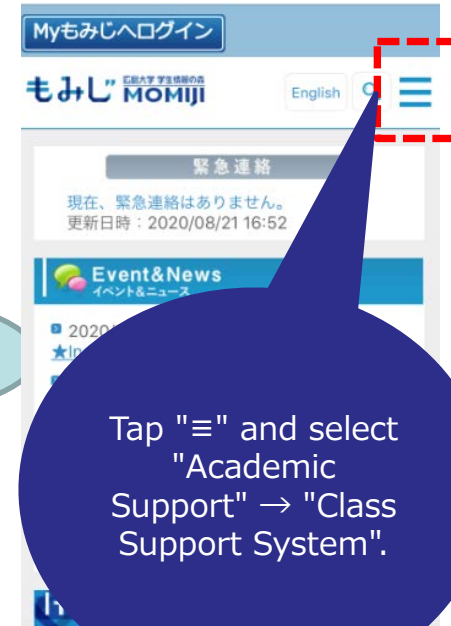 Myもみじへログイン
もみじ 広島大学 学生情報の森 MOMIJI
English
緊急連絡
現在、緊急連絡はありません。
更新日時：2020/08/21 16:52
Event&News
イベント&ニュース
2020/
★In
Tap "≡" and select
"Academic
Support" → "Class
Support System".